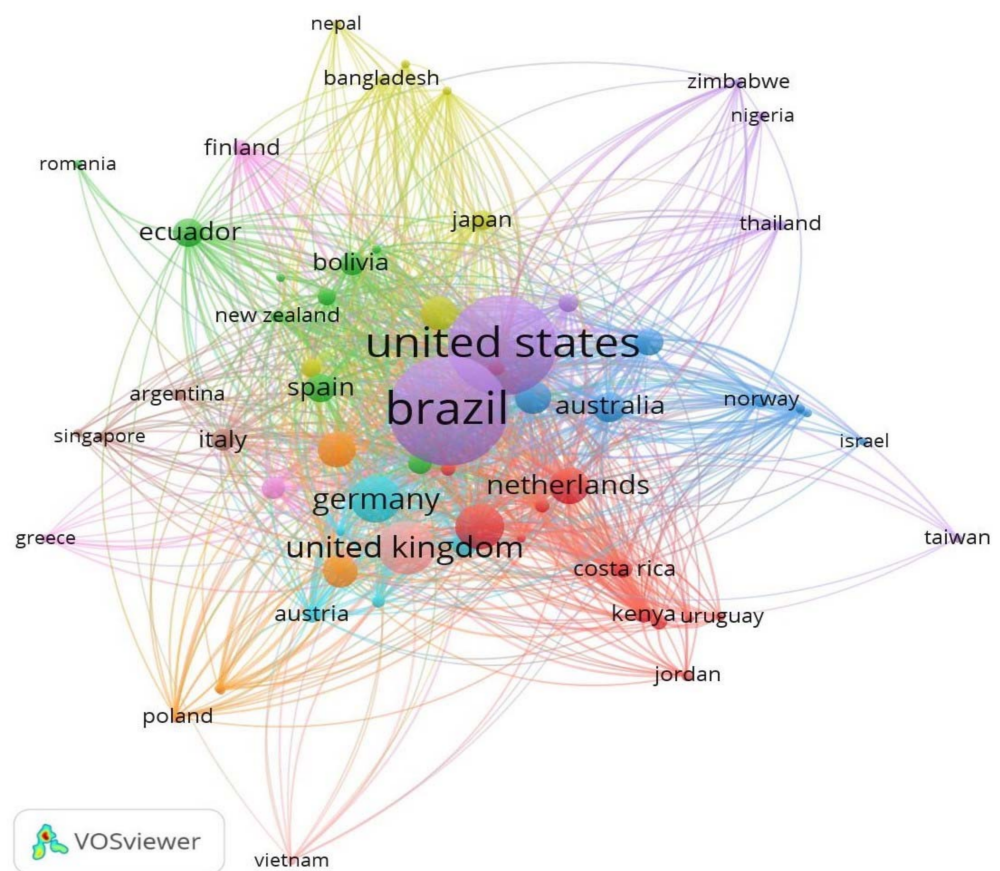 nepal
bangladesh
zimbabwe
nigeria
finland
romania
japan
thailand
ecuador
bolivia
new zealand
united states
spain
argentina
brazil
australia
norway
singapore
italy
israel
germany
netherlands
greece
united kingdom
taiwan
costa rica
austria
kenya
uruguay
jordan
poland
VOSviewer
vietnam